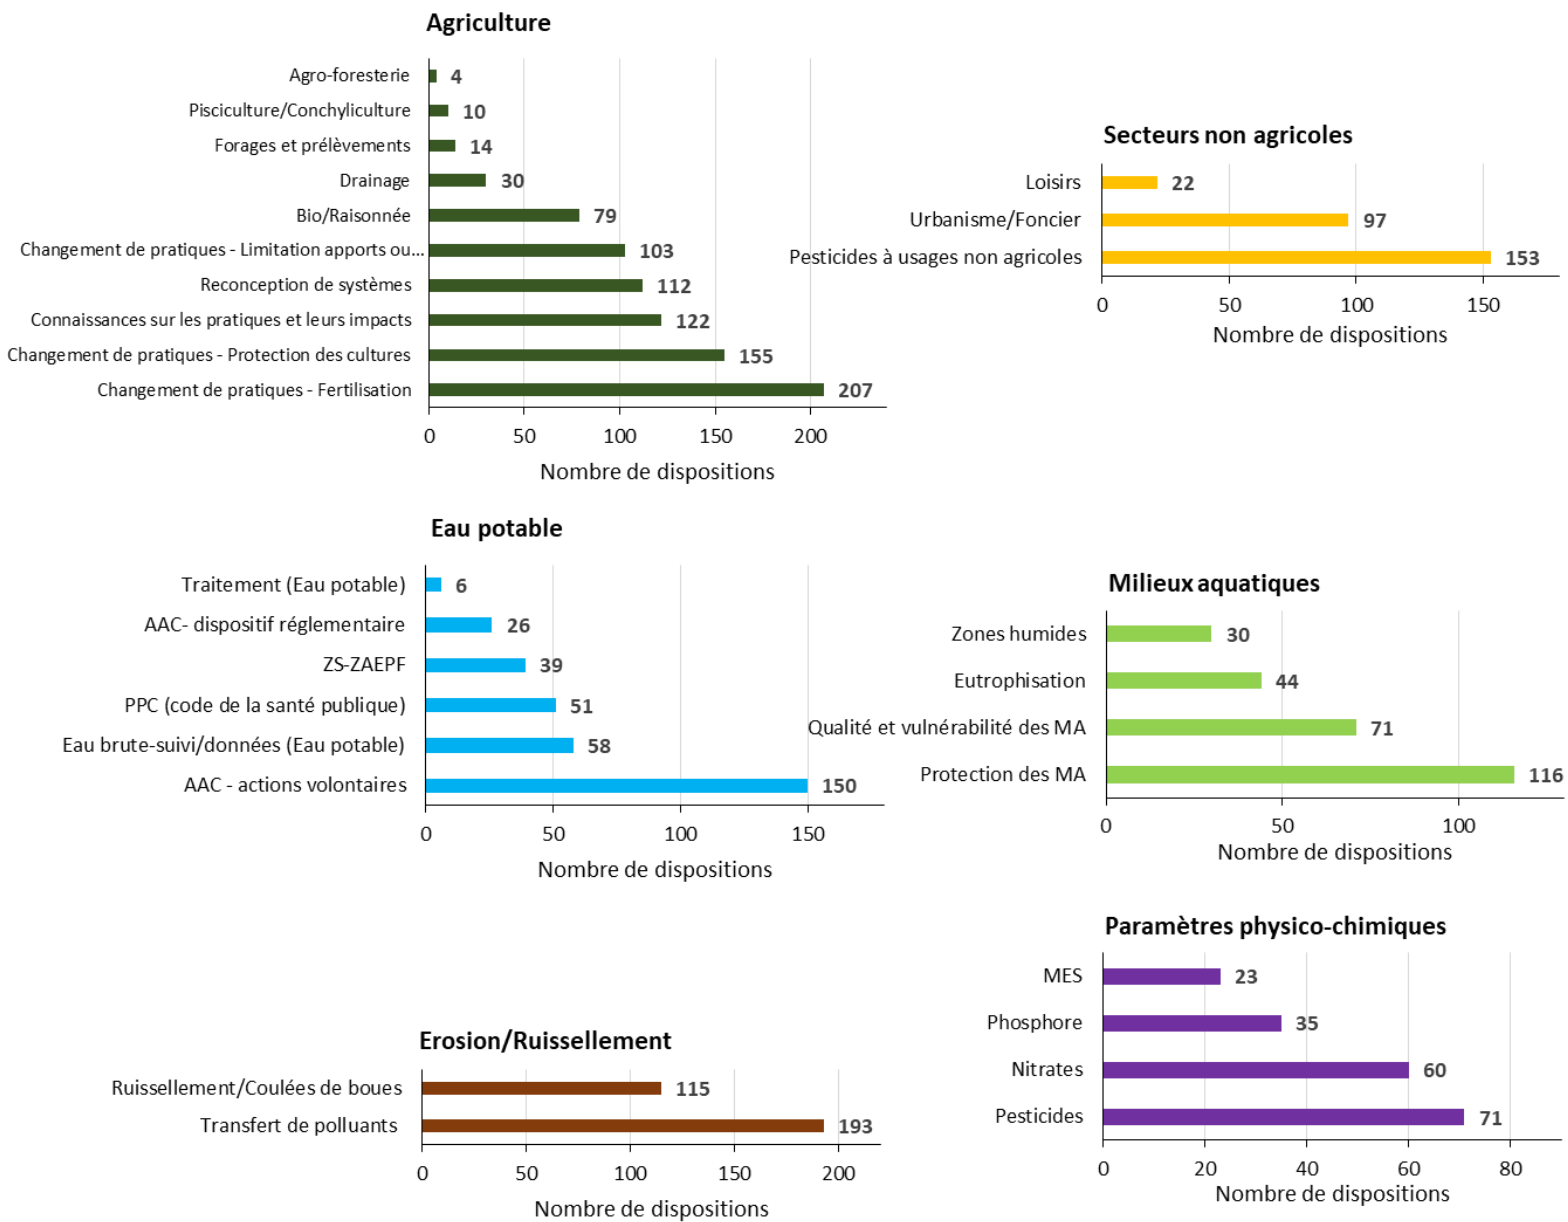 Agriculture
Agro-foresterie 4
Pisciculture/Conchyliculture 10
Forages et prélèvements 14
Drainage 30
Bio/Raisonnée 79
Changement de pratiques - Limitation apports ou... 103
Reconception de systèmes 112
Connaissances sur les pratiques et leurs impacts 122
Changement de pratiques - Protection des cultures 155
Changement de pratiques - Fertilisation 207
0 50 100 150 200
Nombre de dispositions
Secteurs non agricoles
Loisirs 22
Urbanisme/Foncier 97
Pesticides à usages non agricoles 153
0 50 100 150
Nombre de dispositions
Eau potable
Traitement (Eau potable) 6
AAC- dispositif réglementaire 26
ZS-ZAEPF 39
PPC (code de la santé publique) 51
Eau brute-suivi/données (Eau potable) 58
AAC - actions volontaires 150
0 50 100 150
Nombre de dispositions
Milieux aquatiques
Zones humides 30
Eutrophisation 44
Qualité et vulnérabilité des MA 71
Protection des MA 116
0 50 100
Nombre de dispositions
Erosion/Ruissellement
Ruissellement/Coulées de boues 115
Transfert de polluants 193
0 50 100 150 200
Nombre de dispositions
Paramètres physico-chimiques
MES 23
Phosphore 35
Nitrates 60
Pesticides 71
0 20 40 60 80
Nombre de dispositions